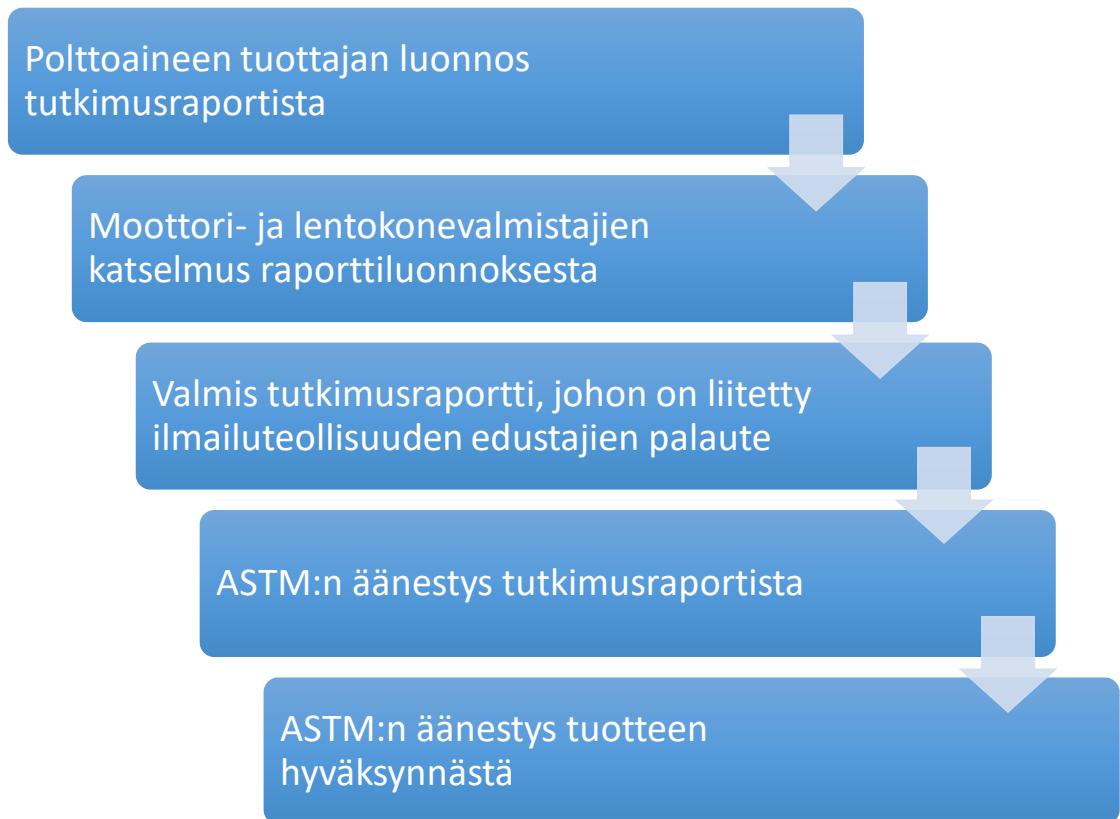 Polttoaineen tuottajan luonnos
tutkimusraportista
Moottori- ja lentokonevalmistajien
katselmus raporttiluonnoksesta
Valmis tutkimusraportti, johon on liitetty
ilmailuteollisuuden edustajien palaute
ASTM:n äänestys tutkimusraportista
ASTM:n äänestys tuotteen
hyväksynnästä